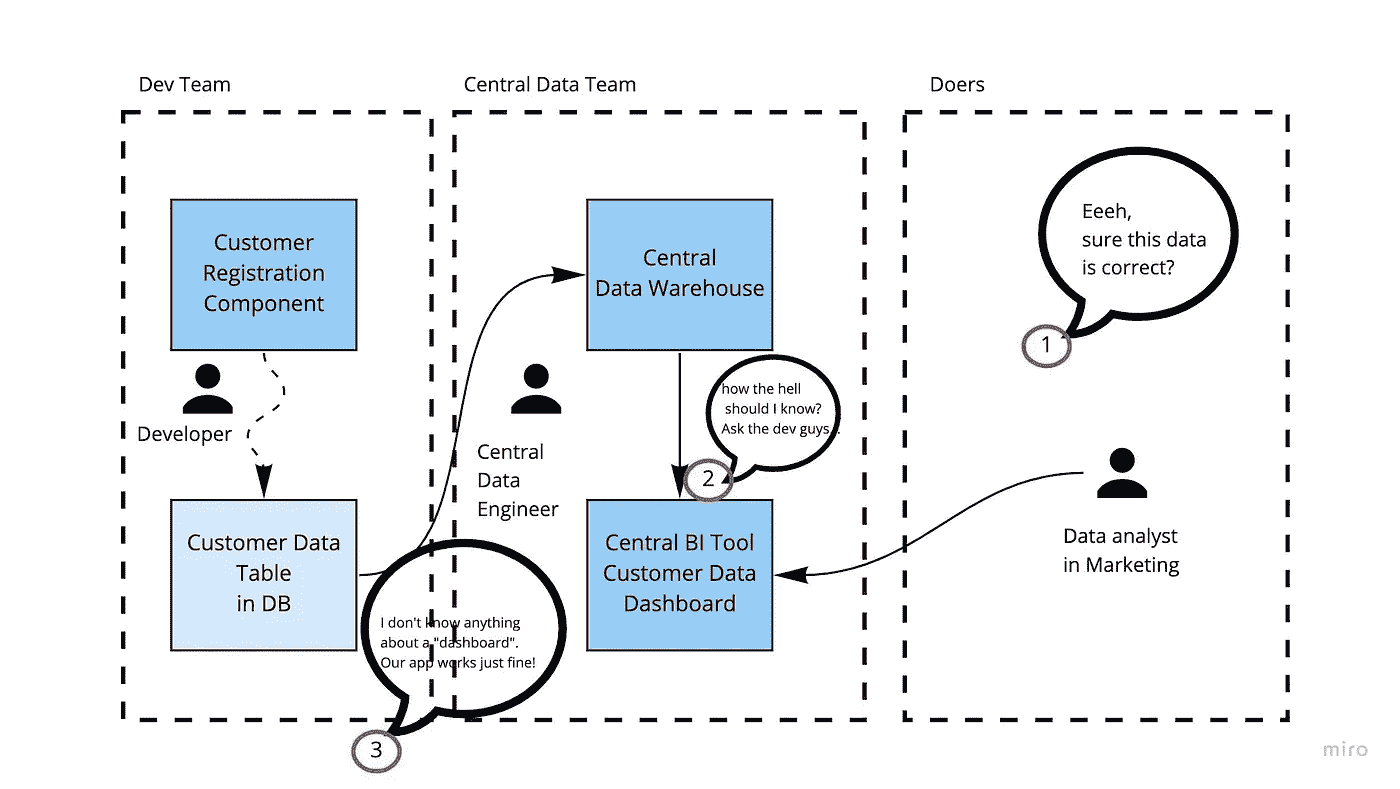 Dev Team
Central Data Team
Doers
Customer
Registration
Component
Developer
Customer Data
Table
in DB
I don't know anything
about a "dashboard".
Our app works just fine!
3
Central
Data Warehouse
Central
Data
Engineer
how the hell
should I know?
Ask the dev guys..
2
Central BI Tool
Customer Data
Dashboard
Eeeh,
sure this data
is correct?
1
Data analyst
in Marketing
miro